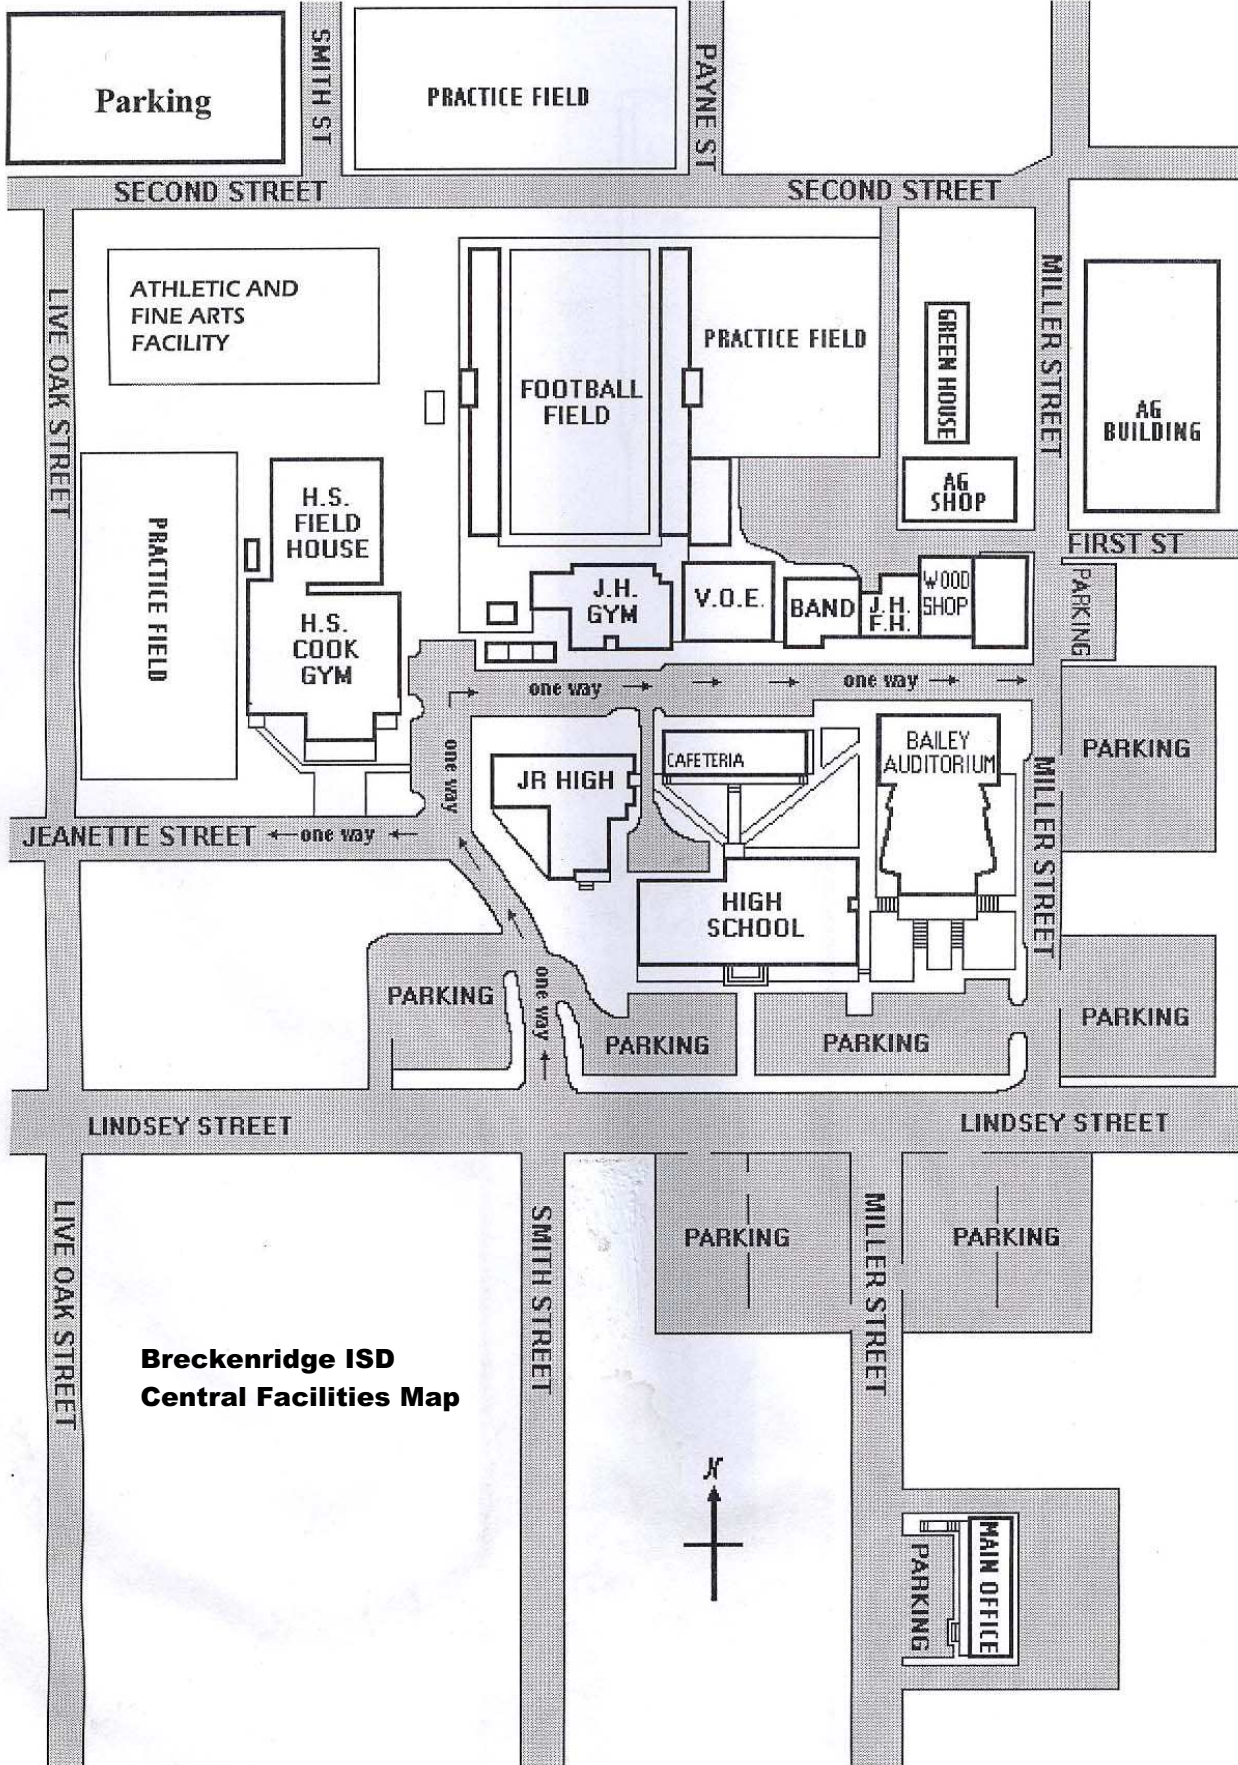 Parking
SMITH ST
PRACTICE FIELD
PAYNE ST
SECOND STREET
SECOND STREET
LIVE OAK STREET
ATHLETIC AND
FINE ARTS
FACILITY
FOOTBALL
FIELD
PRACTICE FIELD
GREEN HOUSE
MILLER STREET
AG
BUILDING
AG
SHOP
PRACTICE FIELD
H.S.
FIELD
HOUSE
H.S.
COOK
GYM
J.H.
GYM
V.O.E.
BAND
J.H.
F.H.
WOOD
SHOP
FIRST ST
PARKING
one way
one way
one way
JR HIGH
CAFETERIA
BAILEY
AUDITORIUM
MILLER STREET
PARKING
JEANETTE STREET
one way
HIGH
SCHOOL
PARKING
one way
PARKING
PARKING
PARKING
LINDSEY STREET
LINDSEY STREET
LIVE OAK STREET
SMITH STREET
PARKING
MILLER STREET
PARKING
Breckenridge ISD
Central Facilities Map
N
PARKING
MAIN OFFICE